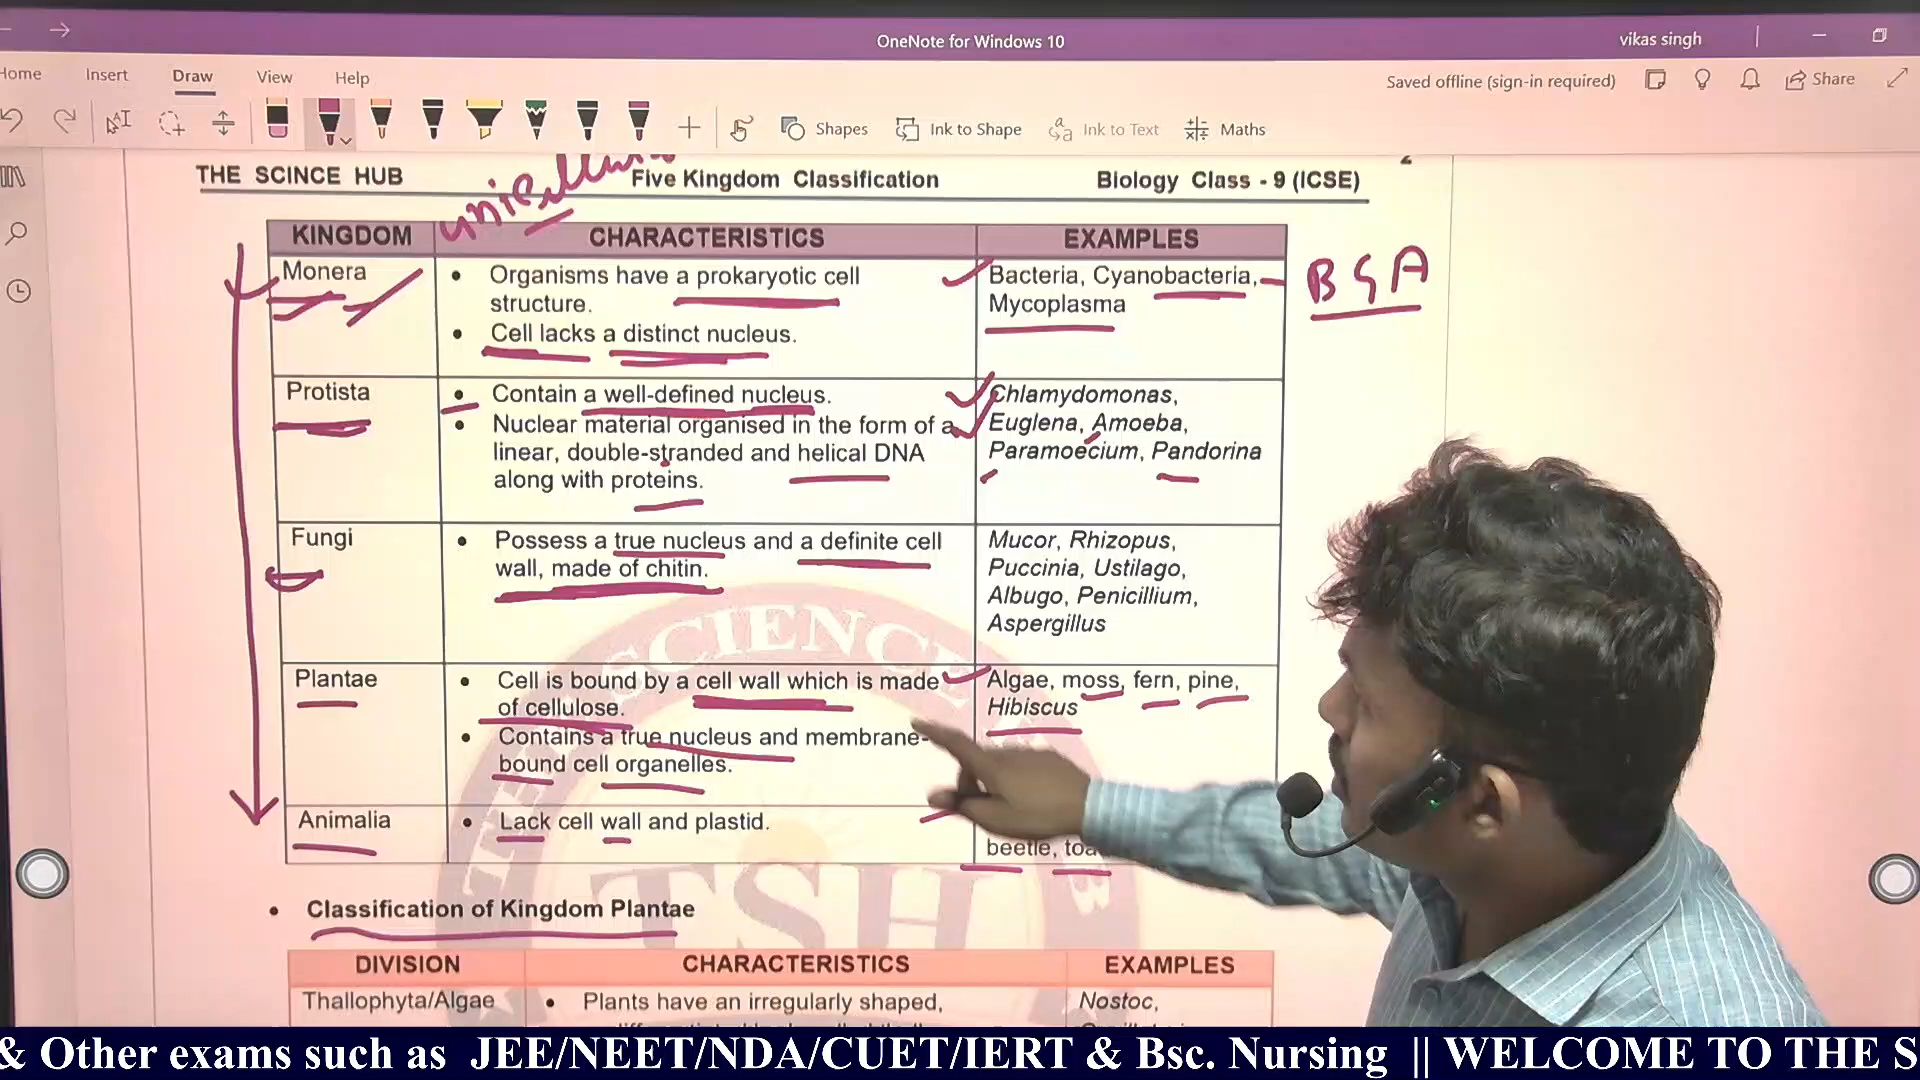 OneNote for Windows 10
vikas singh
Home Insert Draw View Help
Saved offline (sign-in required) Share
Shapes Ink to Shape Ink to Text Maths
2
THE SCINCE HUB Five Kingdom Classification Biology Class - 9 (ICSE)
KINGDOM CHARACTERISTICS EXAMPLES
Monera
• Organisms have a prokaryotic cell
structure.
• Cell lacks a distinct nucleus.
Bacteria, Cyanobacteria,
Mycoplasma
BGA
Protista
• Contain a well-defined nucleus.
• Nuclear material organised in the form of a
linear, double-stranded and helical DNA
along with proteins.
Chlamydomonas,
Euglena, Amoeba,
Paramoecium, Pandorina
Fungi
• Possess a true nucleus and a definite cell
wall, made of chitin.
Mucor, Rhizopus,
Puccinia, Ustilago,
Albugo, Penicillium,
Aspergillus
Plantae
• Cell is bound by a cell wall which is made
of cellulose.
• Contains a true nucleus and membrane-
bound cell organelles.
Algae, moss, fern, pine,
Hibiscus
Animalia
• Lack cell wall and plastid.
beetle,
• Classification of Kingdom Plantae
DIVISION CHARACTERISTICS EXAMPLES
Thallophyta/Algae
• Plants have an irregularly shaped,
Nostoc,
THE SCIENCE
TSH
& Other exams such as JEE/NEET/NDA/CUET/IERT & Bsc. Nursing || WELCOME TO THE S